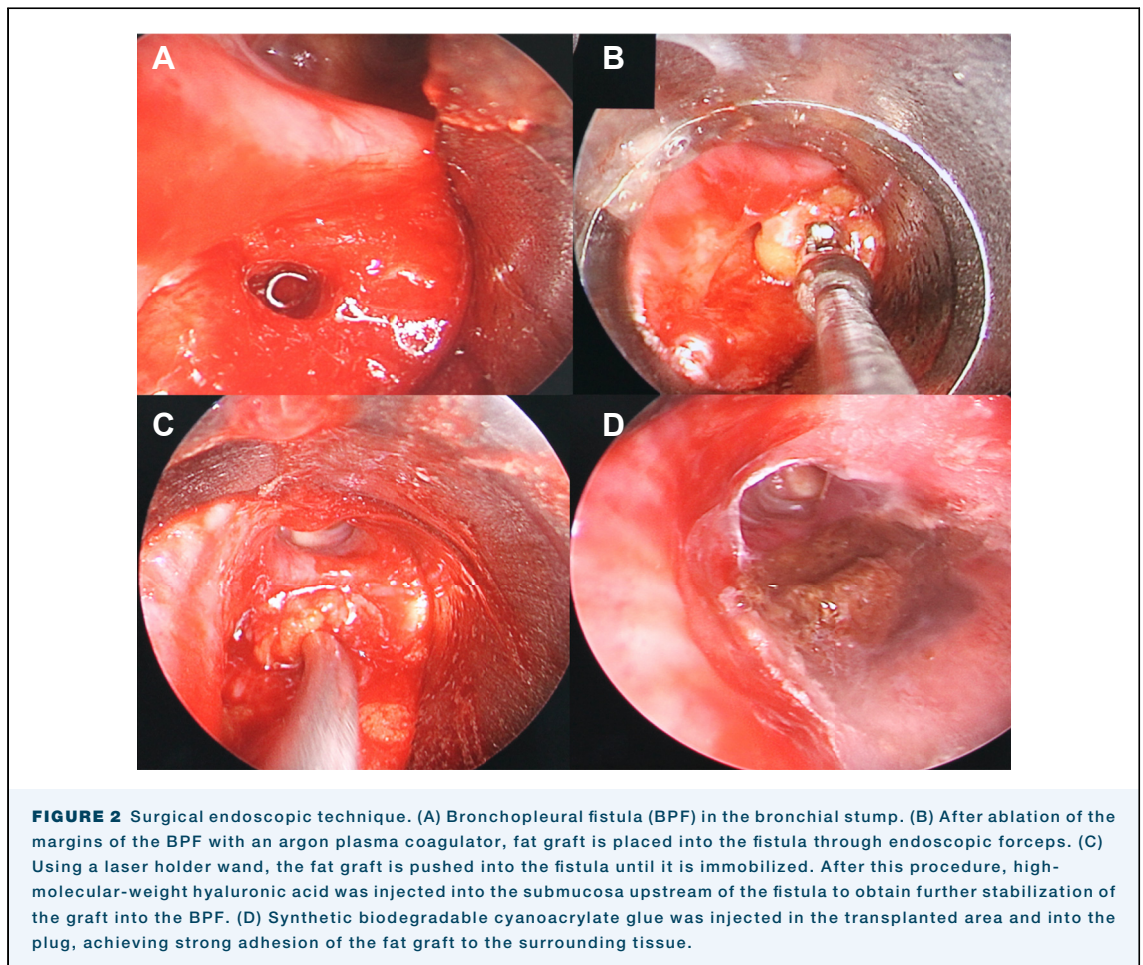 A
B
C
D
FIGURE 2 Surgical endoscopic technique. (A) Bronchopleural fistula (BPF) in the bronchial stump. (B) After ablation of the
margins of the BPF with an argon plasma coagulator, fat graft is placed into the fistula through endoscopic forceps. (C)
Using a laser holder wand, the fat graft is pushed into the fistula until it is immobilized. After this procedure, high-
molecular-weight hyaluronic acid was injected into the submucosa upstream of the fistula to obtain further stabilization of
the graft into the BPF. (D) Synthetic biodegradable cyanoacrylate glue was injected in the transplanted area and into the
plug, achieving strong adhesion of the fat graft to the surrounding tissue.